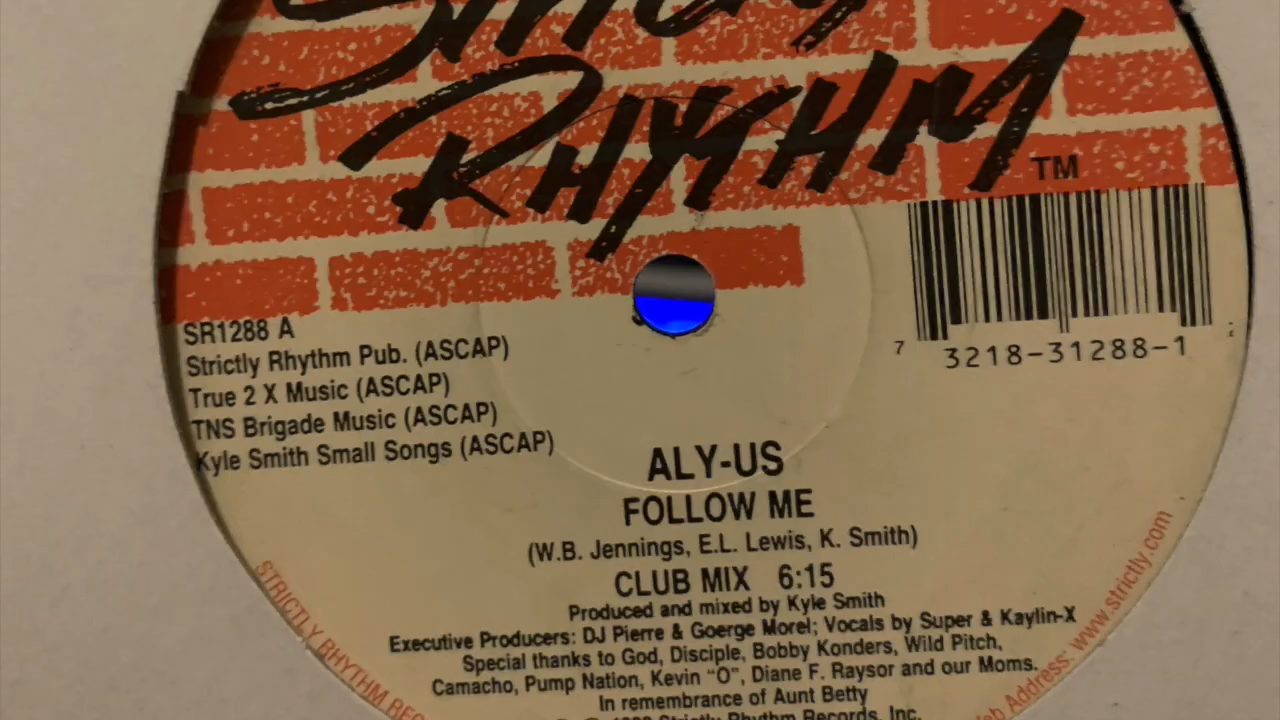 STRICTLY
RHYTHM
TM
7 3218-31288-1
SR1288 A
Strictly Rhythm Pub. (ASCAP)
True 2 X Music (ASCAP)
TNS Brigade Music (ASCAP)
Kyle Smith Small Songs (ASCAP)
ALY-US
FOLLOW ME
(W.B. Jennings, E.L. Lewis, K. Smith)
CLUB MIX 6:15
Produced and mixed by Kyle Smith
Executive Producers: DJ Pierre & Goerge Morel; Vocals by Super & Kaylin-X
Special thanks to God, Disciple, Bobby Konders, Wild Pitch,
Camacho, Pump Nation, Kevin "O", Diane F. Raysor and our Moms.
In remembrance of Aunt Betty
Strictly Rhythm Records, Inc.
STRICTLY RHYTHM REC
eb Address: www.strictly.com